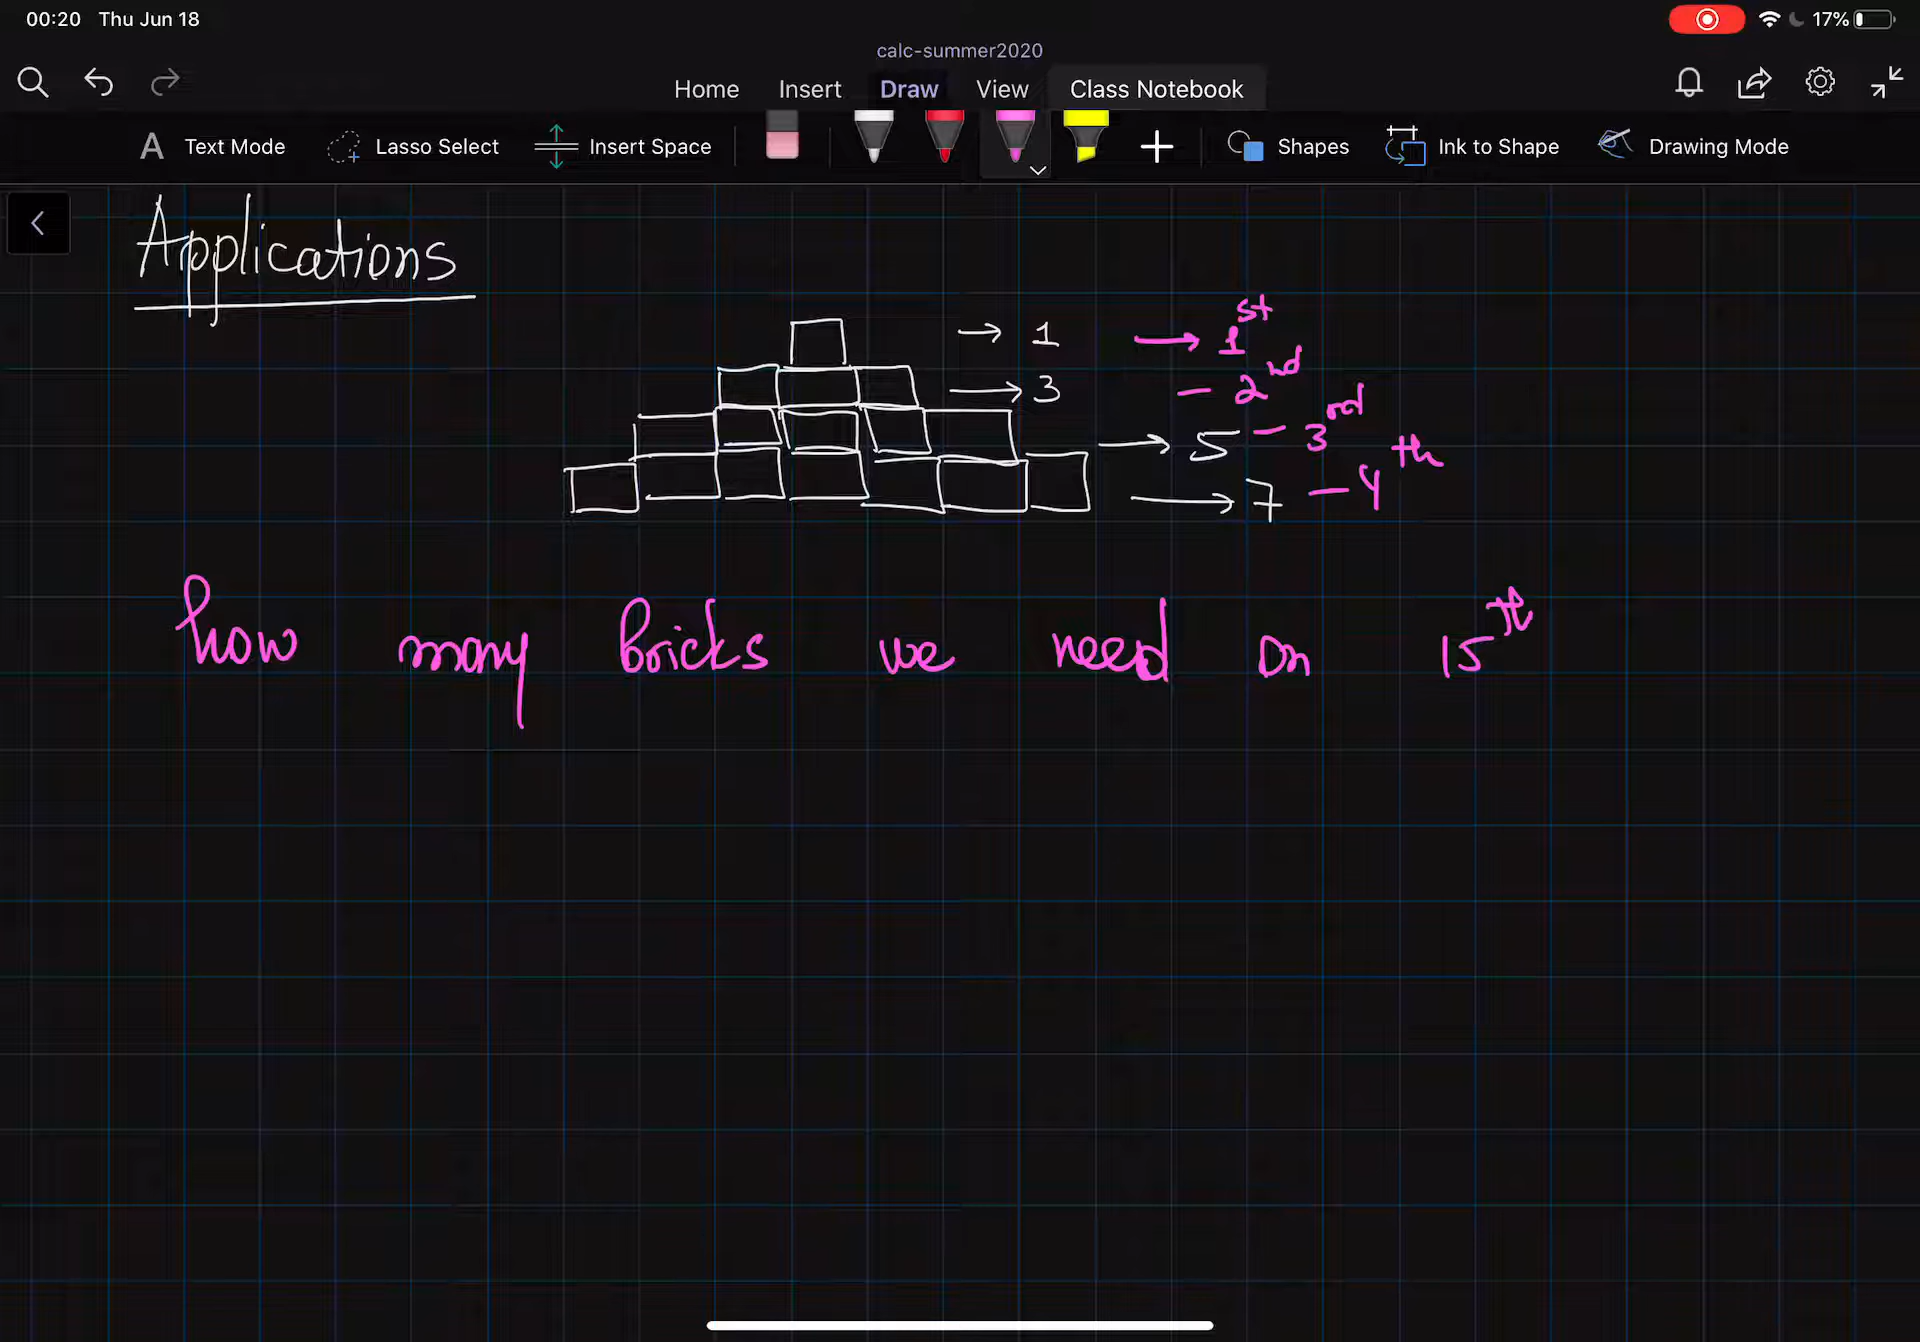 00:20 Thu Jun 18 17%
calc-summer2020
Home Insert Draw View Class Notebook
A Text Mode Lasso Select Insert Space Shapes Ink to Shape Drawing Mode
Applications
→ 1 → 1st
→ 3 - 2nd
→ 5 - 3rd
→ 7 - 4th
how many bricks we need on 15th